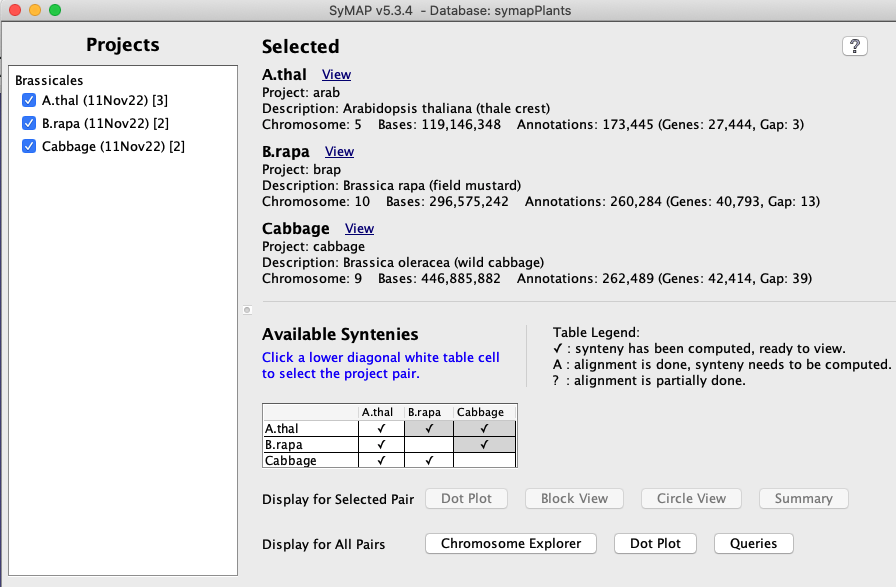 SyMAP v5.3.4 - Database: symapPlants
Projects
Brassicales
A.thal (11Nov22) [3]
B.rapa (11Nov22) [2]
Cabbage (11Nov22) [2]
Selected
?
A.thal View
Project: arab
Description: Arabidopsis thaliana (thale crest)
Chromosome: 5 Bases: 119,146,348 Annotations: 173,445 (Genes: 27,444, Gap: 3)
B.rapa View
Project: brap
Description: Brassica rapa (field mustard)
Chromosome: 10 Bases: 296,575,242 Annotations: 260,284 (Genes: 40,793, Gap: 13)
Cabbage View
Project: cabbage
Description: Brassica oleracea (wild cabbage)
Chromosome: 9 Bases: 446,885,882 Annotations: 262,489 (Genes: 42,414, Gap: 39)
Available Syntenies
Click a lower diagonal white table cell
to select the project pair.
Table Legend:
✓ : synteny has been computed, ready to view.
A : alignment is done, synteny needs to be computed.
? : alignment is partially done.
A.thal B.rapa Cabbage
A.thal ✓ ✓ ✓
B.rapa ✓ ✓
Cabbage ✓ ✓
Display for Selected Pair Dot Plot Block View Circle View Summary
Display for All Pairs Chromosome Explorer Dot Plot Queries